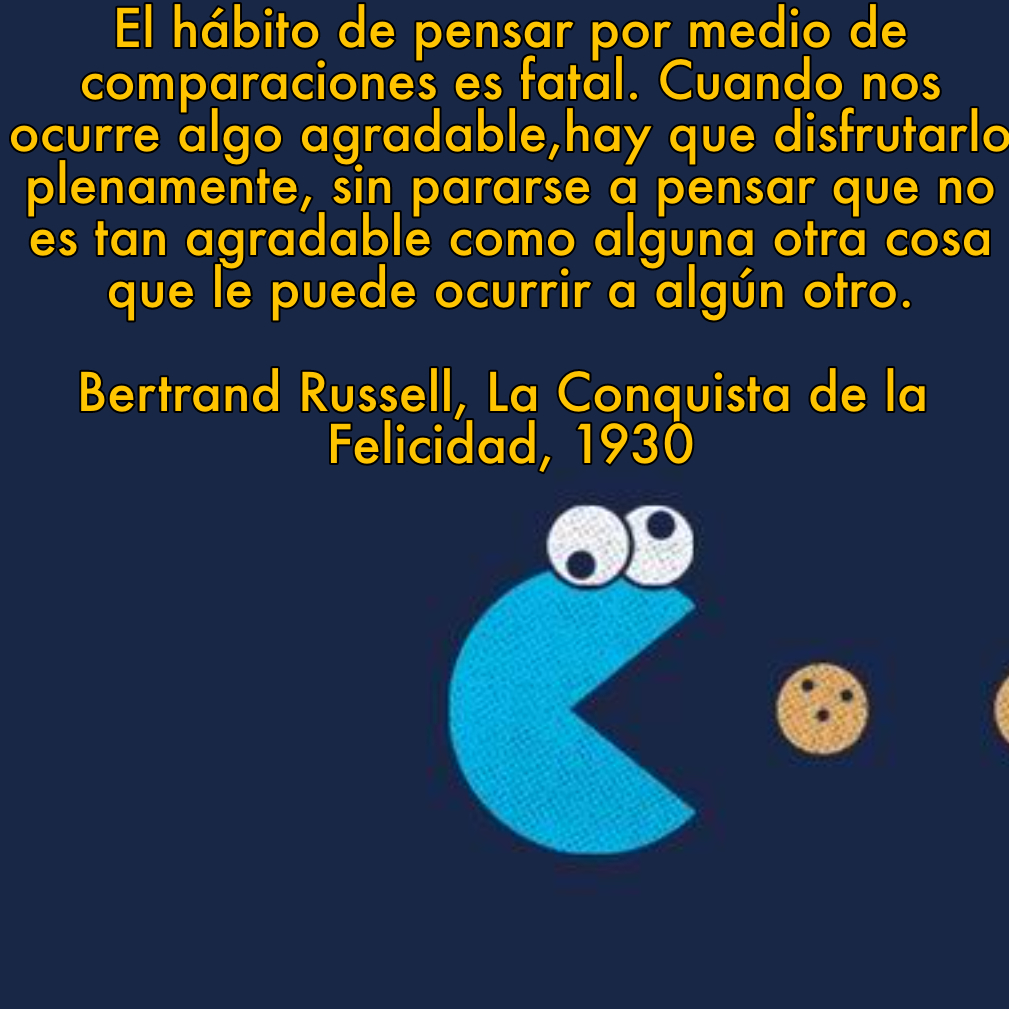 El hábito de pensar por medio de
comparaciones es fatal. Cuando nos
ocurre algo agradable,hay que disfrutarlo
plenamente, sin pararse a pensar que no
es tan agradable como alguna otra cosa
que le puede ocurrir a algún otro.
Bertrand Russell, La Conquista de la
Felicidad, 1930